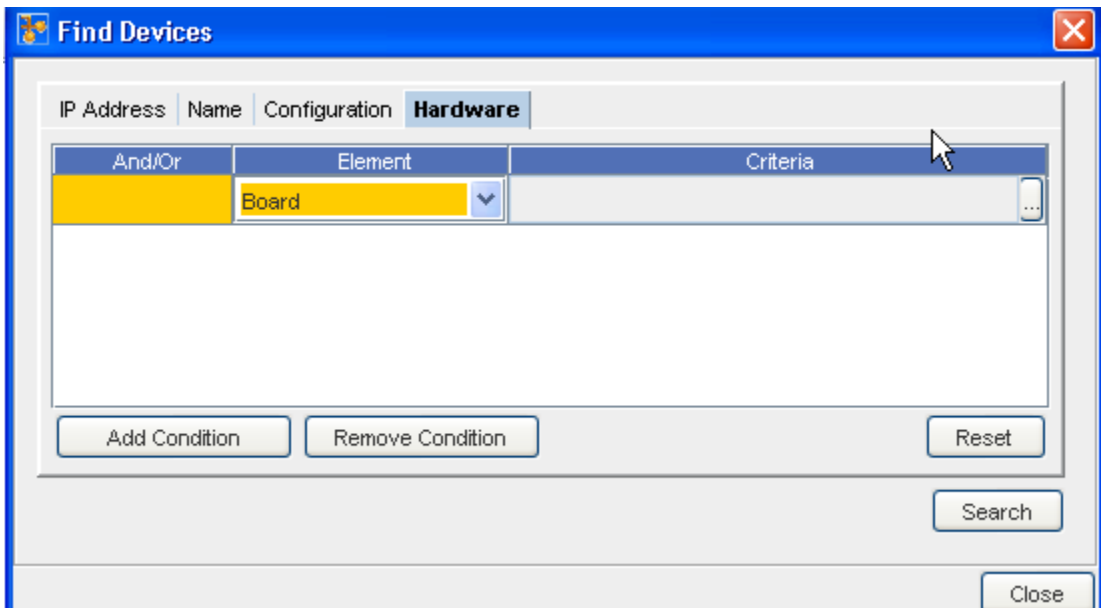 Find Devices
IP Address Name Configuration Hardware
And/Or Element Criteria
Board ...
Add Condition Remove Condition Reset
Search
Close